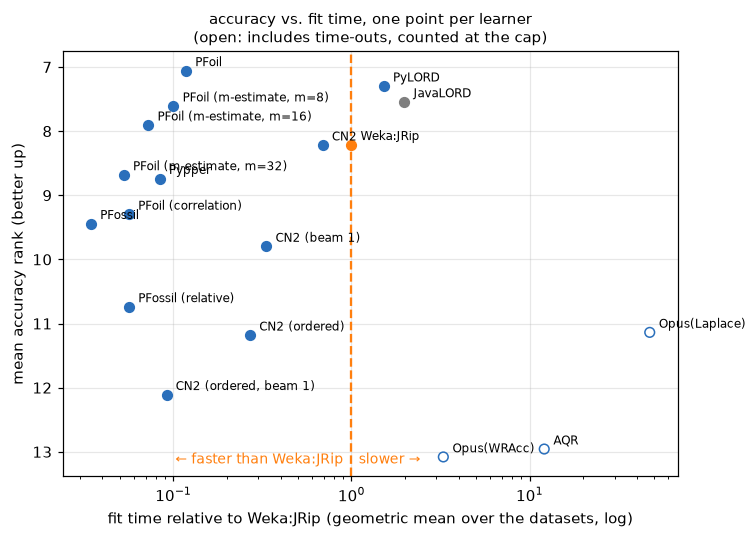 accuracy vs. fit time, one point per learner
(open: includes time-outs, counted at the cap)
mean accuracy rank (better up)
7
8
9
10
11
12
13
PFoil
PyLORD
JavaLORD
PFoil (m-estimate, m=8)
PFoil (m-estimate, m=16)
CN2
Weka:JRip
PFoil (m-estimate, m=32)
Pypper
PFoil (correlation)
PFossil
CN2 (beam 1)
PFossil (relative)
CN2 (ordered)
Opus(Laplace)
CN2 (ordered, beam 1)
AQR
Opus(WRAcc)
← faster than Weka:JRip | slower →
10⁻¹
10⁰
10¹
fit time relative to Weka:JRip (geometric mean over the datasets, log)